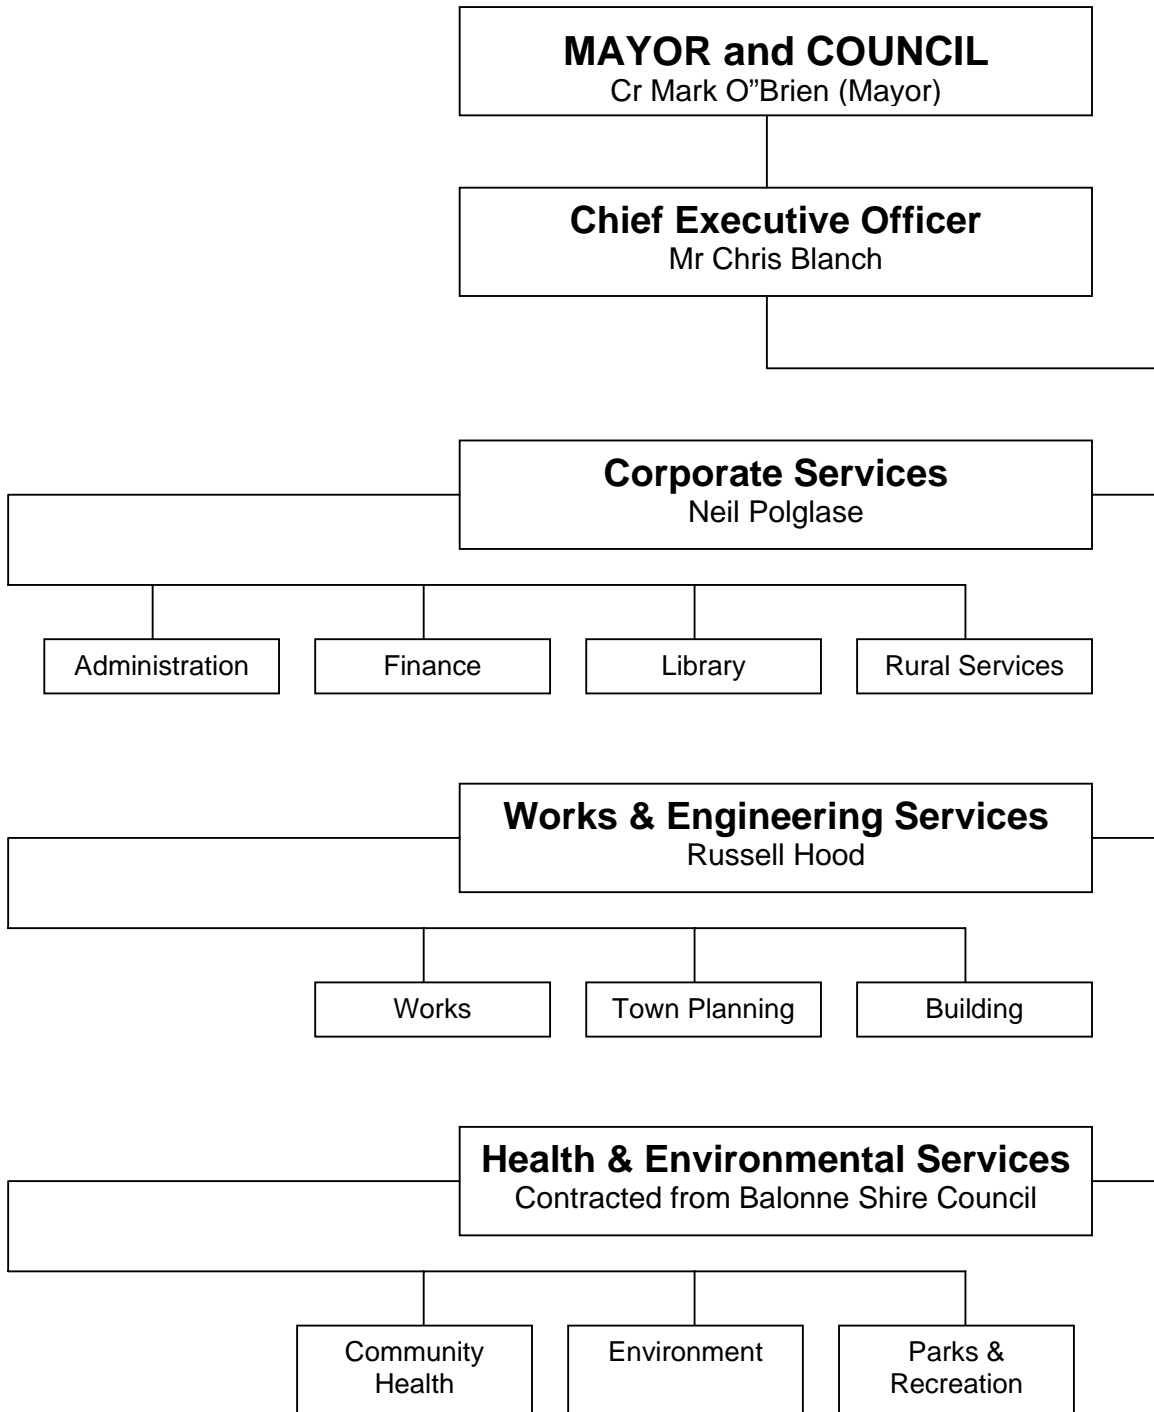 MAYOR and COUNCIL
Cr Mark O”Brien (Mayor)
Chief Executive Officer
Mr Chris Blanch
Corporate Services
Neil Polglase
Administration
Finance
Library
Rural Services
Works & Engineering Services
Russell Hood
Works
Town Planning
Building
Health & Environmental Services
Contracted from Balonne Shire Council
Community
Health
Environment
Parks &
Recreation